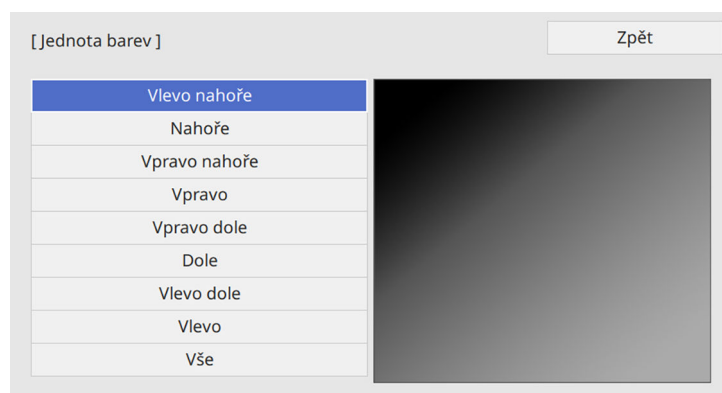 [ Jednota barev ]
Zpět
Vlevo nahoře
Nahoře
Vpravo nahoře
Vpravo
Vpravo dole
Dole
Vlevo dole
Vlevo
Vše